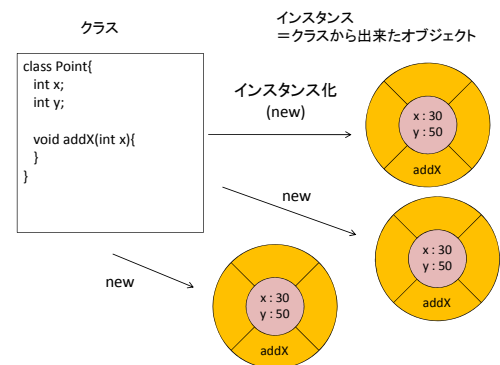 クラス
インスタンス
＝クラスから出来たオブジェクト
class Point{
int x;
int y;
void addX(int x){
}
}
インスタンス化
(new)
x : 30
y : 50
addX
new
x : 30
y : 50
addX
new
x : 30
y : 50
addX